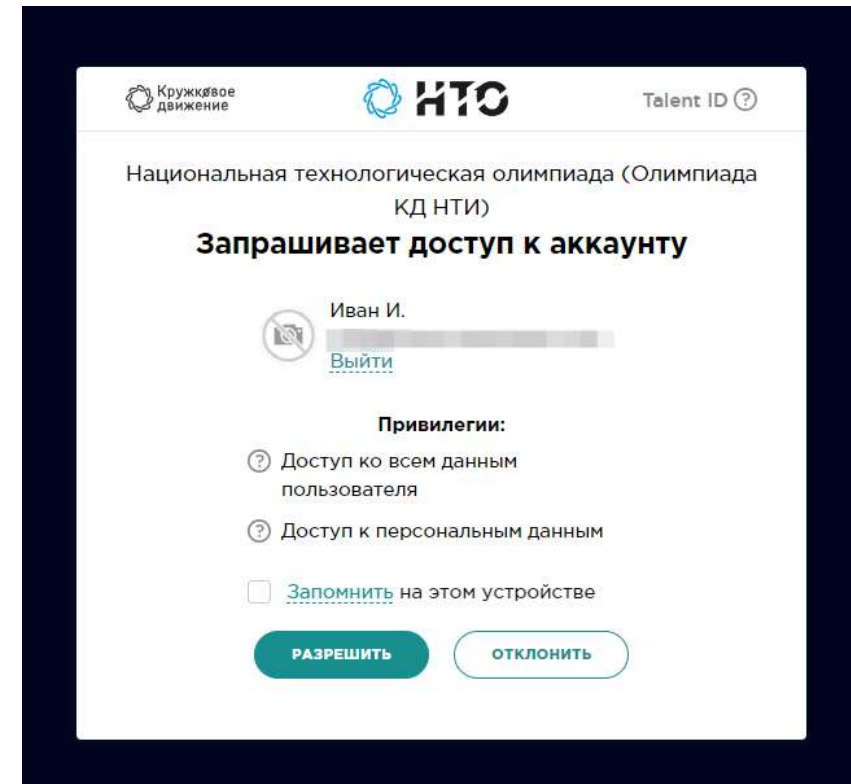 Кружковое
движение
НТО
Talent ID ?
Национальная технологическая олимпиада (Олимпиада
КД НТИ)
Запрашивает доступ к аккаунту
Иван И.
Выйти
Привилегии:
? Доступ ко всем данным
пользователя
? Доступ к персональным данным
Запомнить на этом устройстве
РАЗРЕШИТЬ
ОТКЛОНИТЬ